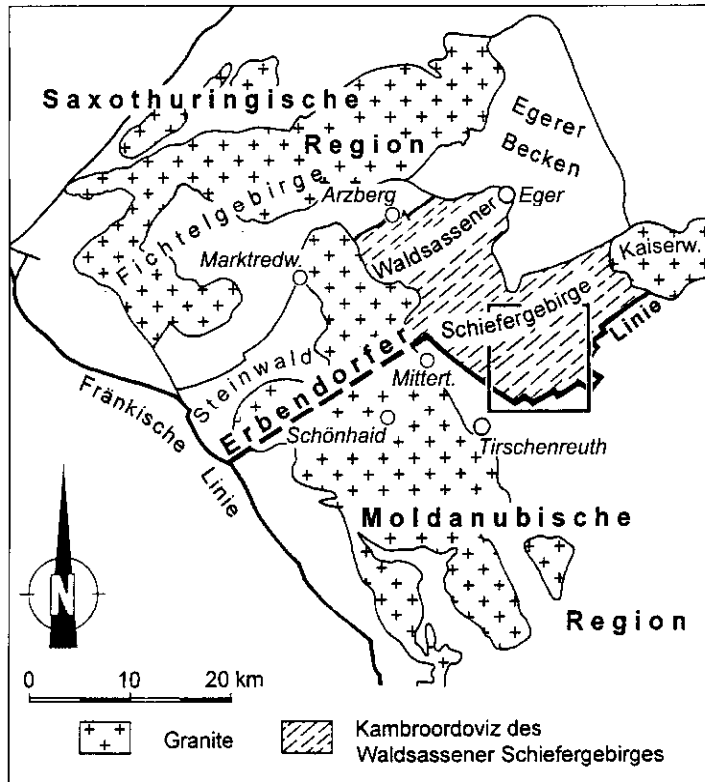 Saxothuringische
Region
Egerer
Becken
Fichtelgebirge
Arzberg
Eger
Waldsassener
Kaiserw.
Marktredw.
Schiefergebirge
Linie
Steinwald
Erbendorfer
Mittert.
Fränkische
Linie
Schönhaid
Tirschenreuth
Moldanubische
Region
N
0 10 20 km
Granite
Kambroordoviz des
Waldsassener Schiefergebirges